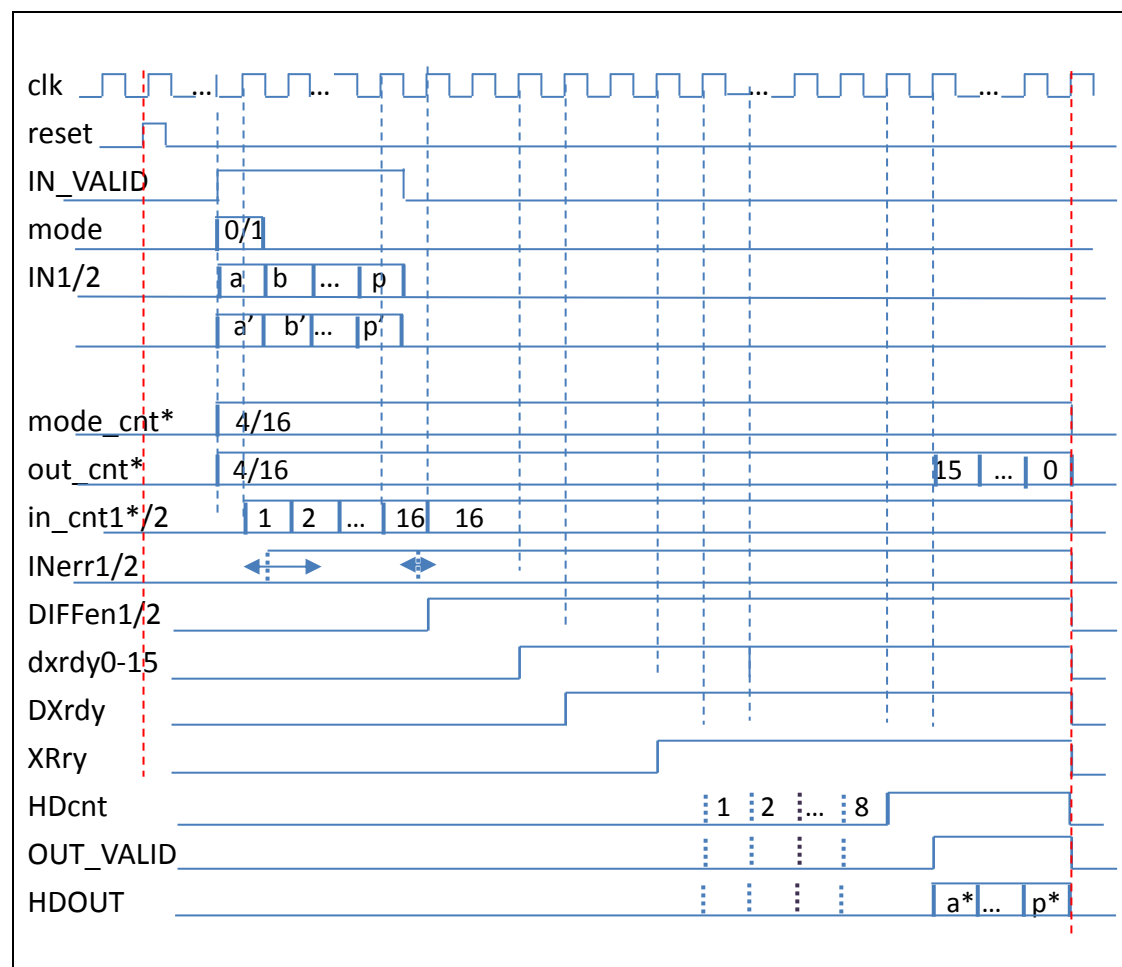 clk ... ... ... ...
reset
IN_VALID
mode 0/1
IN1/2 a b ... p
a’ b’ ... p‘
mode_cnt* 4/16
out_cnt* 4/16 15 ... 0
in_cnt1*/2 1 2 ... 16 16
INerr1/2
DIFFen1/2
dxrdy0-15
DXrdy
XRry
HDcnt 1 2 ... 8
OUT_VALID
HDOUT a* ... p*